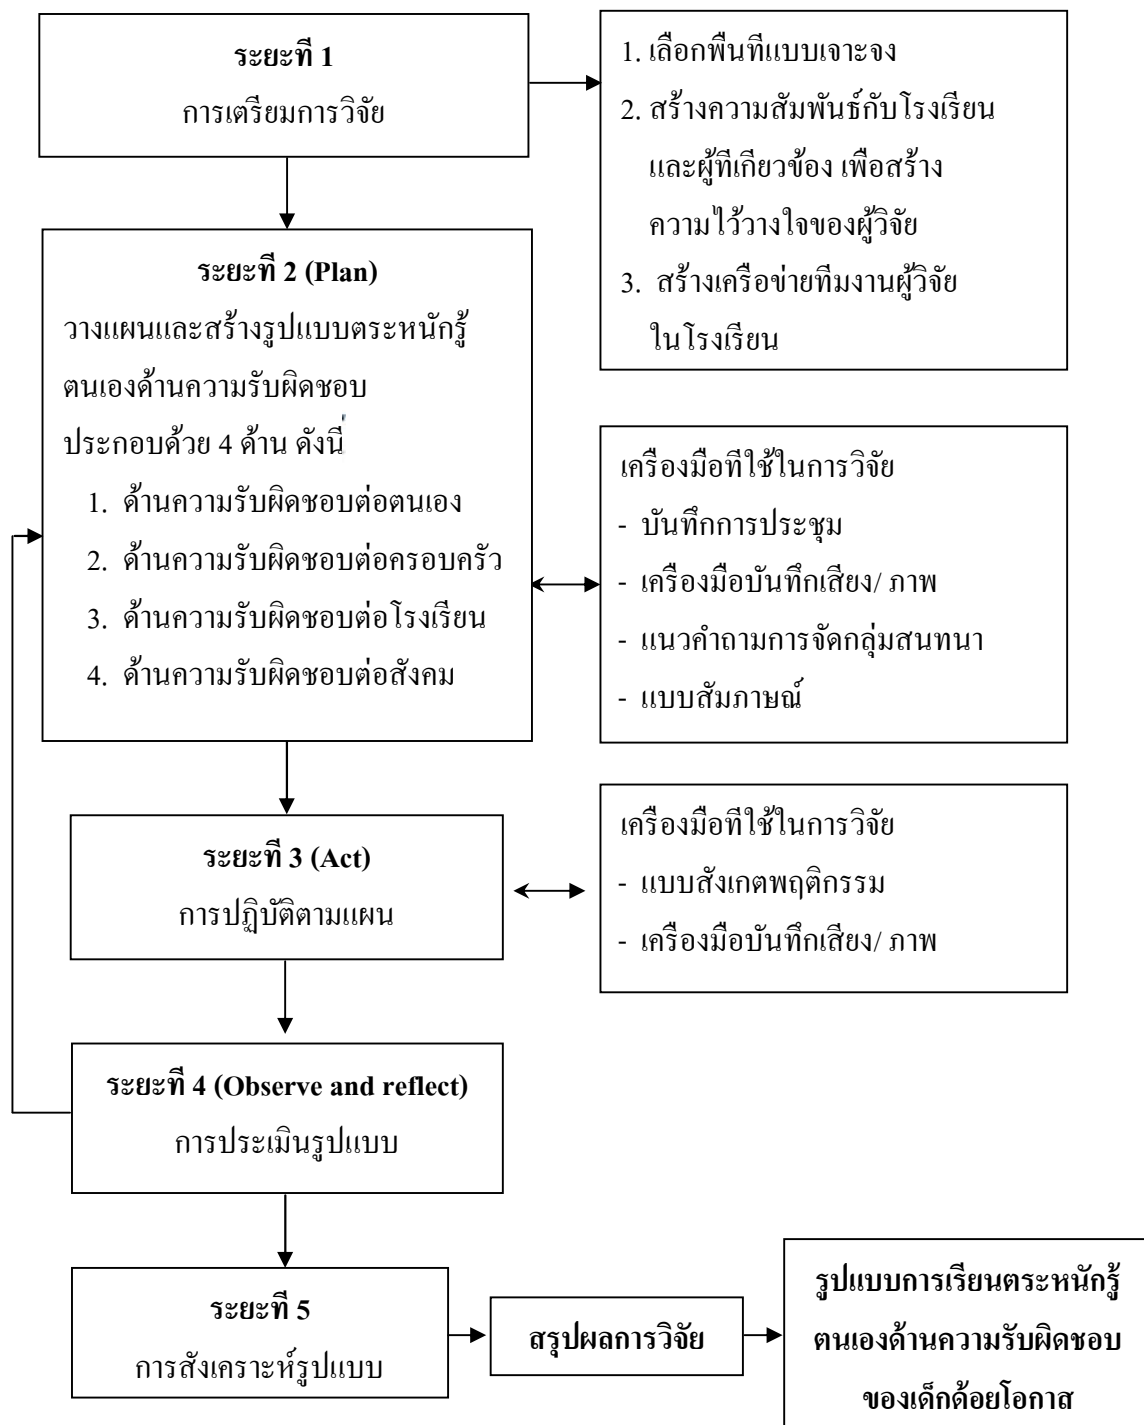 ระยะที 1
การเตรียมการวิจัย
1. เลือกพืนทีแบบเจาะจง
2. สร้างความสัมพันธ์กับโรงเรียน
และผู้ทีเกียวข้อง เพือสร้าง
ความไว้วางใจของผู้วิจัย
3. สร้างเครือข่ายทีมงานผู้วิจัย
ในโรงเรียน
ระยะที 2 (Plan)
วางแผนและสร้างรูปแบบตระหนักรู้
ตนเองด้านความรับผิดชอบ
ประกอบด้วย 4 ด้าน ดังนี่
1. ด้านความรับผิดชอบต่อตนเอง
2. ด้านความรับผิดชอบต่อครอบครัว
3. ด้านความรับผิดชอบต่อโรงเรียน
4. ด้านความรับผิดชอบต่อสังคม
เครืองมือทีใช้ในการวิจัย
- บันทึกการประชุม
- เครืองมือบันทึกเสียง/ ภาพ
- แนวคำถามการจัดกลุ่มสนทนา
- แบบสัมภาษณ์
ระยะที 3 (Act)
การปฏิบัติตามแผน
เครืองมือทีใช้ในการวิจัย
- แบบสังเกตพฤติกรรม
- เครืองมือบันทึกเสียง/ ภาพ
ระยะที 4 (Observe and reflect)
การประเมินรูปแบบ
ระยะที 5
การสังเคราะห์รูปแบบ
สรุปผลการวิจัย
รูปแบบการเรียนตระหนักรู้
ตนเองด้านความรับผิดชอบ
ของเด็กด้อยโอกาส